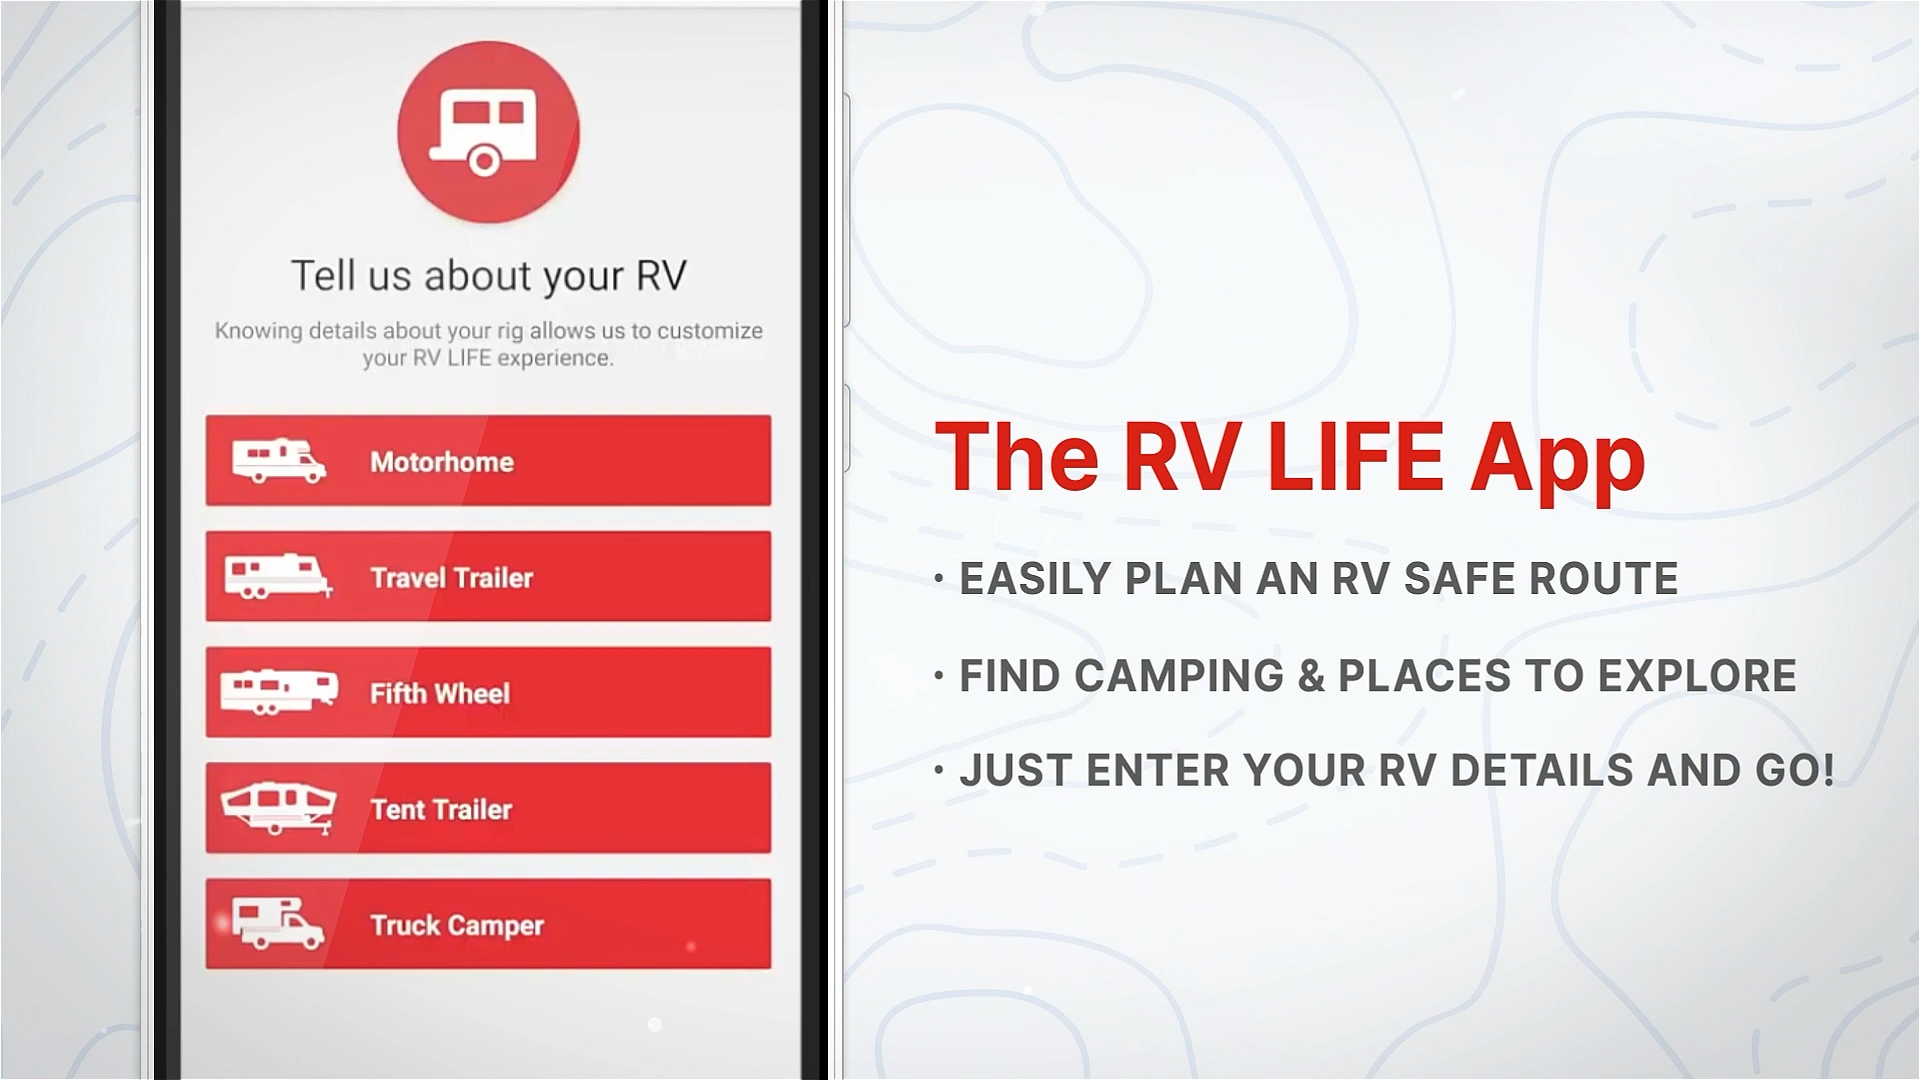 Tell us about your RV
Knowing details about your rig allows us to customize
your RV LIFE experience.
Motorhome
Travel Trailer
Fifth Wheel
Tent Trailer
Truck Camper
The RV LIFE App
· EASILY PLAN AN RV SAFE ROUTE
· FIND CAMPING & PLACES TO EXPLORE
· JUST ENTER YOUR RV DETAILS AND GO!